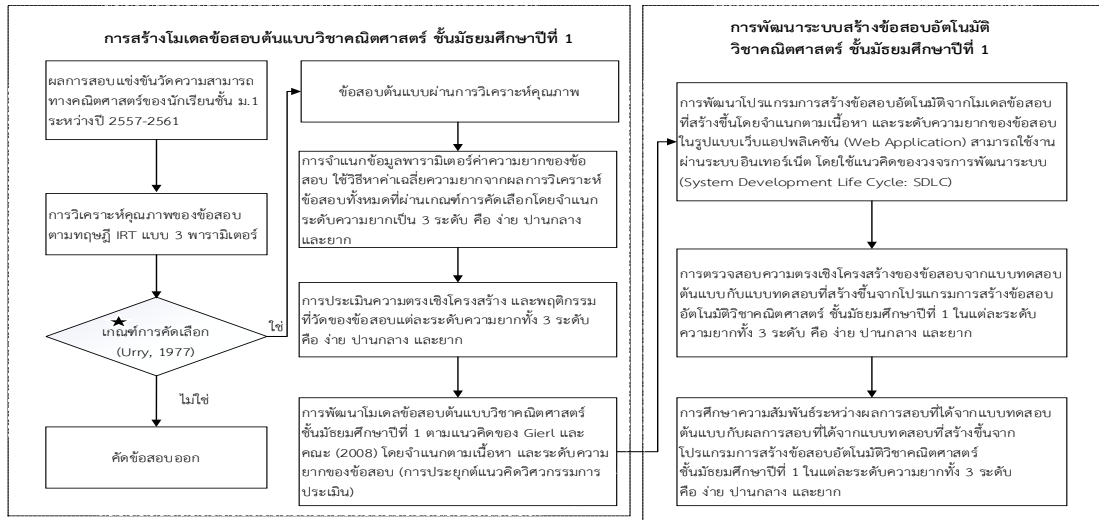 การสร้างโมเดลข้อสอบต้นแบบวิชาคณิตศาสตร์ ชั้นมัธยมศึกษาปีที่ 1
ผลการสอบแข่งขันวัดความสามารถ
ทางคณิตศาสตร์ของนักเรียนชั้น ม.1
ระหว่างปี 2557-2561
การวิเคราะห์คุณภาพของข้อสอบ
ตามทฤษฎี IRT แบบ 3 พารามิเตอร์
เกณฑ์การคัดเลือก
(Urry, 1977)
ใช่
ไม่ใช่
คัดข้อสอบออก
ข้อสอบต้นแบบผ่านการวิเคราะห์คุณภาพ
การจำแนกข้อมูลพารามิเตอร์ค่าความยากของข้อ
สอบ ใช้วิธีหาค่าเฉลี่ยความยากจากผลการวิเคราะห์
ข้อสอบทั้งหมดที่ผ่านเกณฑ์การคัดเลือกโดยจำแนก
ระดับความยากเป็น 3 ระดับ คือ ง่าย ปานกลาง
และยาก
การประเมินความตรงเชิงโครงสร้าง และพฤติกรรม
ที่วัดของข้อสอบแต่ละระดับความยากทั้ง 3 ระดับ
คือ ง่าย ปานกลาง และยาก
การพัฒนาโมเดลข้อสอบต้นแบบวิชาคณิตศาสตร์
ชั้นมัธยมศึกษาปีที่ 1 ตามแนวคิดของ Gierl และ
คณะ (2008) โดยจำแนกตามเนื้อหา และระดับความ
ยากของข้อสอบ (การประยุกต์แนวคิดวิศวกรรมการ
ประเมิน)
การพัฒนาระบบสร้างข้อสอบอัตโนมัติ
วิชาคณิตศาสตร์ ชั้นมัธยมศึกษาปีที่ 1
การพัฒนาโปรแกรมการสร้างข้อสอบอัตโนมัติจากโมเดลข้อสอบ
ที่สร้างขึ้นโดยจำแนกตามเนื้อหา และระดับความยากของข้อสอบ
ในรูปแบบเว็บแอปพลิเคชัน (Web Application) สามารถใช้งาน
ผ่านระบบอินเทอร์เน็ต โดยใช้แนวคิดของวงจรการพัฒนาระบบ
(System Development Life Cycle: SDLC)
การตรวจสอบความตรงเชิงโครงสร้างของข้อสอบจากแบบทดสอบ
ต้นแบบกับแบบทดสอบที่สร้างขึ้นจากโปรแกรมการสร้างข้อสอบ
อัตโนมัติวิชาคณิตศาสตร์ ชั้นมัธยมศึกษาปีที่ 1 ในแต่ละระดับ
ความยากทั้ง 3 ระดับ คือ ง่าย ปานกลาง และยาก
การศึกษาความสัมพันธ์ระหว่างผลการสอบที่ได้จากแบบทดสอบ
ต้นแบบกับผลการสอบที่ได้จากแบบทดสอบที่สร้างขึ้นจาก
โปรแกรมการสร้างข้อสอบอัตโนมัติวิชาคณิตศาสตร์
ชั้นมัธยมศึกษาปีที่ 1 ในแต่ละระดับความยากทั้ง 3 ระดับ
คือ ง่าย ปานกลาง และยาก